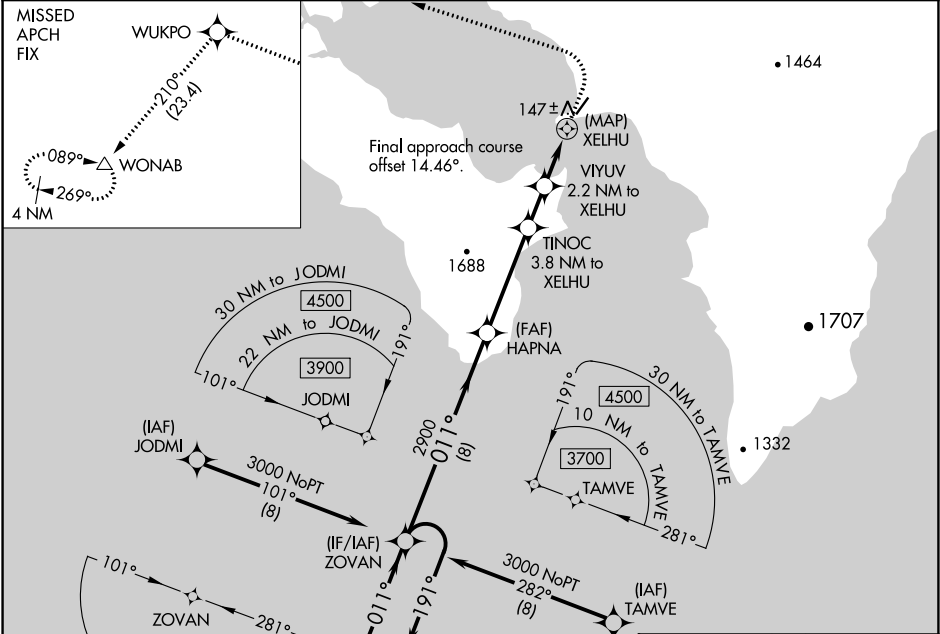 MISSED
APCH
FIX
WUKPO
210°
(23.4)
089°
WONAB
269°
4 NM
1464
147±
(MAP)
XELHU
Final approach course
offset 14.46°.
VIYUV
2.2 NM to
XELHU
TINOC
3.8 NM to
XELHU
1688
1707
(FAF)
HAPNA
30 NM to JODMI
4500
22 NM to JODMI
3900
191°
101°
JODMI
30 NM to TAMVE
4500
10 NM to TAMVE
3700
191°
TAMVE
281°
1332
2900
011°
(8)
(IAF)
JODMI
3000 NoPT
101°
(8)
(IF/IAF)
ZOVAN
3000 NoPT
282°
(8)
(IAF)
TAMVE
101°
ZOVAN
281°
011°
191°